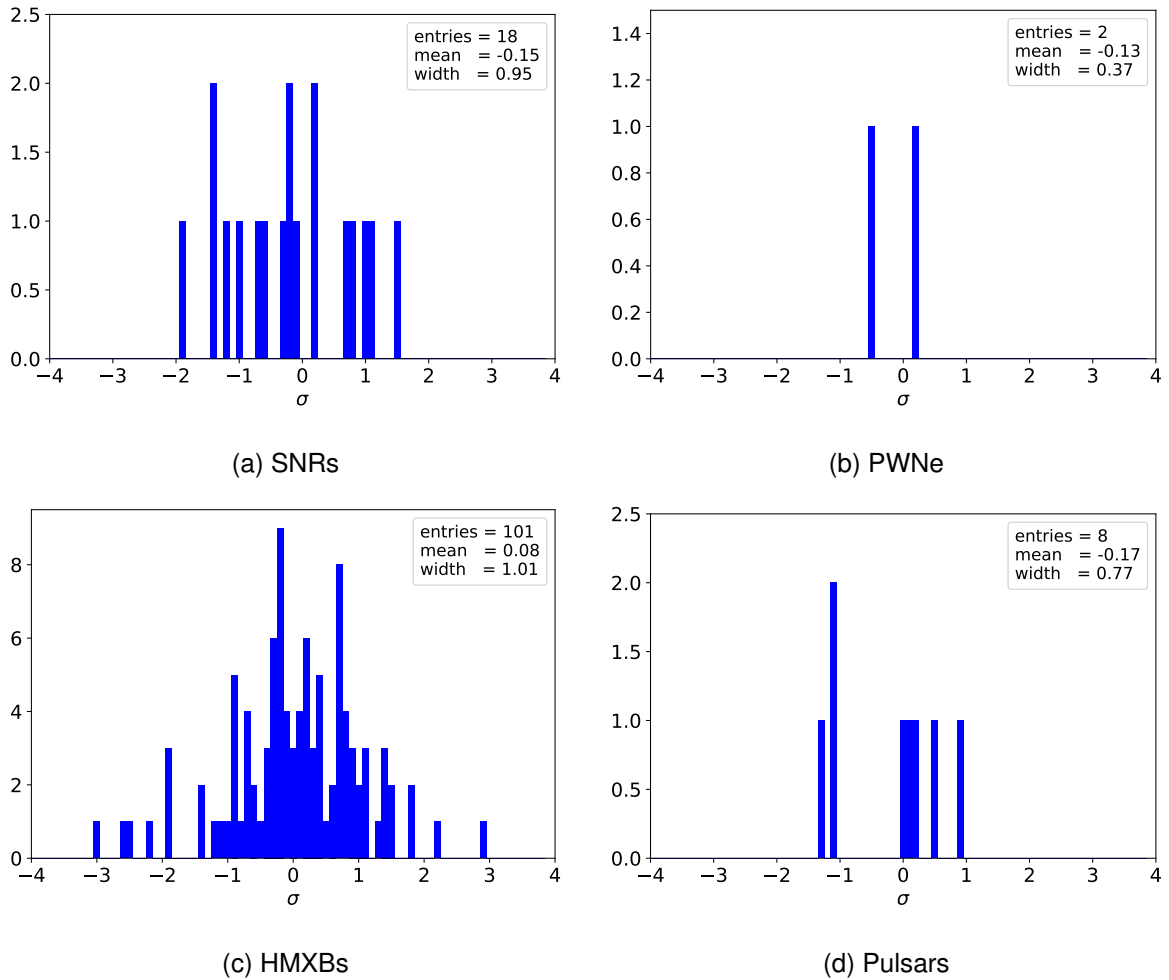 2.5
2.0
1.5
1.0
0.5
0.0
−4 −3 −2 −1 0 1 2 3 4
σ
entries = 18
mean = -0.15
width = 0.95
(a) SNRs
1.4
1.2
1.0
0.8
0.6
0.4
0.2
0.0
−4 −3 −2 −1 0 1 2 3 4
σ
entries = 2
mean = -0.13
width = 0.37
(b) PWNe
8
6
4
2
0
−4 −3 −2 −1 0 1 2 3 4
σ
entries = 101
mean = 0.08
width = 1.01
(c) HMXBs
2.5
2.0
1.5
1.0
0.5
0.0
−4 −3 −2 −1 0 1 2 3 4
σ
entries = 8
mean = -0.17
width = 0.77
(d) Pulsars